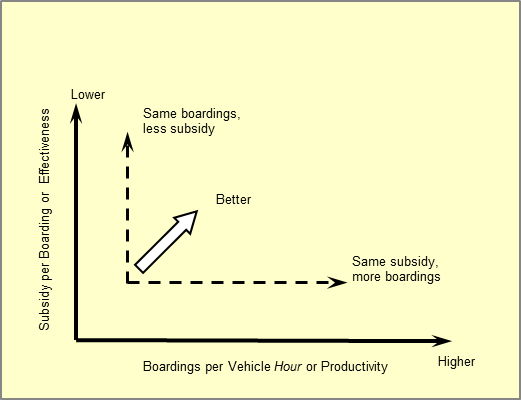 Lower
Same boardings,
less subsidy
Subsidy per Boarding or Effectiveness
Better
Same subsidy,
more boardings
Boardings per Vehicle Hour or Productivity
Higher